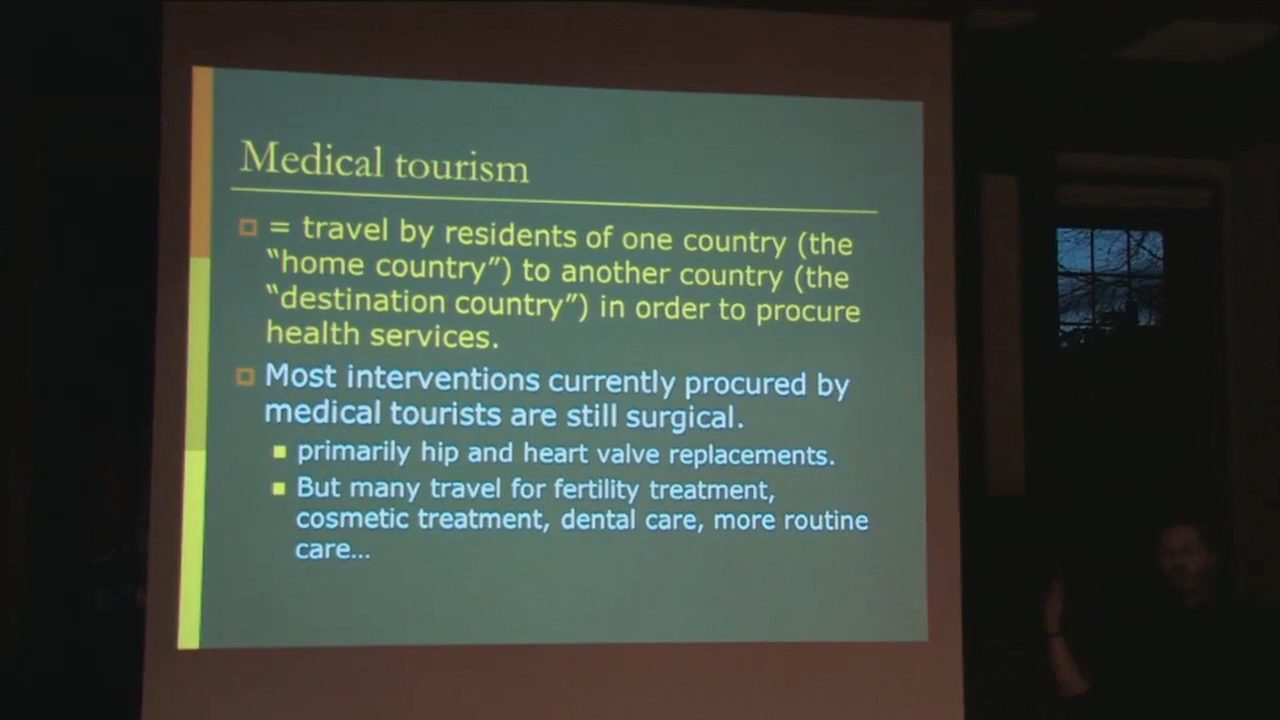 Medical tourism
= travel by residents of one country (the
“home country”) to another country (the
“destination country”) in order to procure
health services.
Most interventions currently procured by
medical tourists are still surgical.
primarily hip and heart valve replacements.
But many travel for fertility treatment,
cosmetic treatment, dental care, more routine
care…